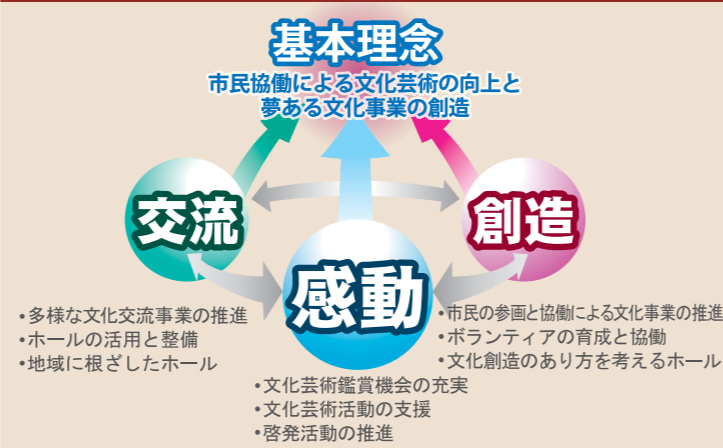 基本理念
市民協働による文化芸術の向上と
夢ある文化事業の創造
交流
創造
感動
•多様な文化交流事業の推進
•ホールの活用と整備
•地域に根ざしたホール
•市民の参画と協働による文化事業の推進
•ボランティアの育成と協働
•文化創造のあり方を考えるホール
•文化芸術鑑賞機会の充実
•文化芸術活動の支援
•啓発活動の推進